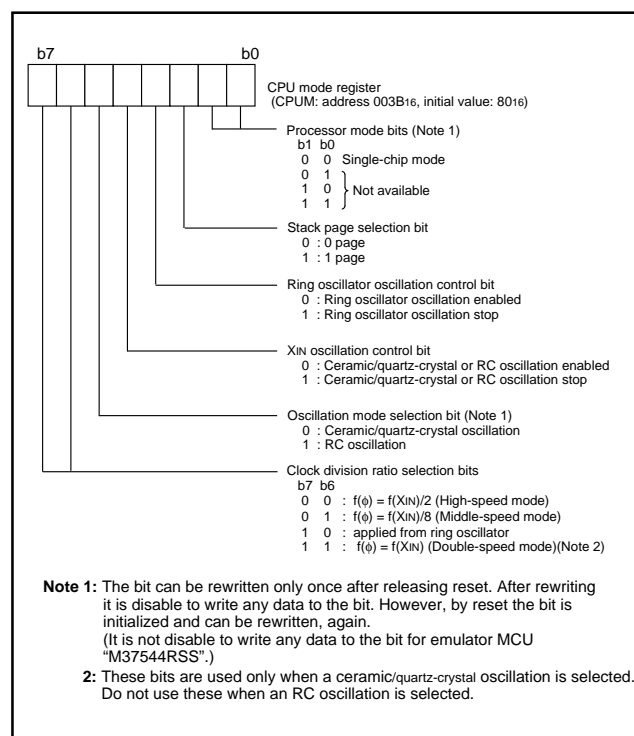 b7 b0
CPU mode register
(CPUM: address 003B16, initial value: 8016)
Processor mode bits (Note 1)
b1 b0
0 0 Single-chip mode
0 1
1 0 Not available
1 1
Stack page selection bit
0 : 0 page
1 : 1 page
Ring oscillator oscillation control bit
0 : Ring oscillator oscillation enabled
1 : Ring oscillator oscillation stop
XIN oscillation control bit
0 : Ceramic/quartz-crystal or RC oscillation enabled
1 : Ceramic/quartz-crystal or RC oscillation stop
Oscillation mode selection bit (Note 1)
0 : Ceramic/quartz-crystal oscillation
1 : RC oscillation
Clock division ratio selection bits
b7 b6
0 0 : f(φ) = f(XIN)/2 (High-speed mode)
0 1 : f(φ) = f(XIN)/8 (Middle-speed mode)
1 0 : applied from ring oscillator
1 1 : f(φ) = f(XIN) (Double-speed mode)(Note 2)
Note 1: The bit can be rewritten only once after releasing reset. After rewriting
it is disable to write any data to the bit. However, by reset the bit is
initialized and can be rewritten, again.
(It is not disable to write any data to the bit for emulator MCU
“M37544RSS”.)
2: These bits are used only when a ceramic/quartz-crystal oscillation is selected.
Do not use these when an RC oscillation is selected.